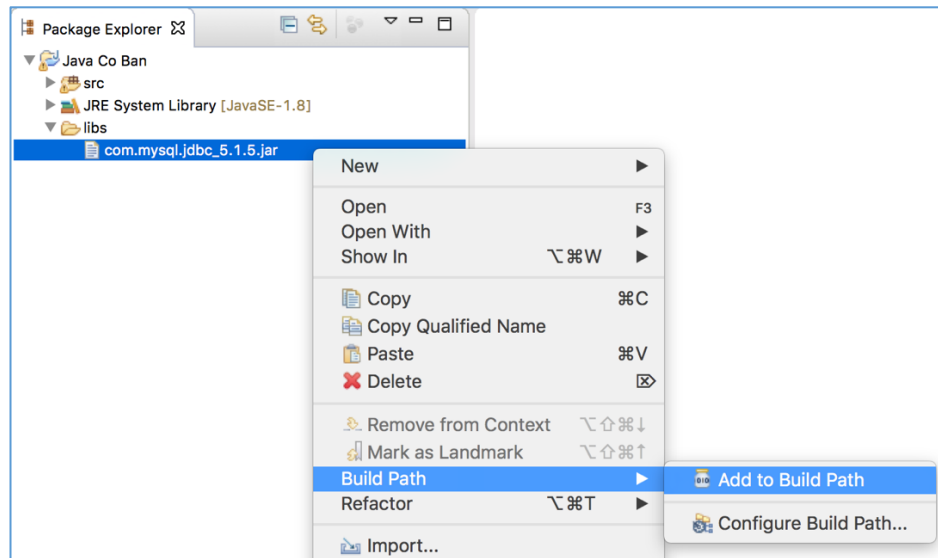 Package Explorer
Java Co Ban
src
JRE System Library [JavaSE-1.8]
libs
com.mysql.jdbc_5.1.5.jar
New
Open F3
Open With
Show In ⌥⌘W
Copy ⌘C
Copy Qualified Name
Paste ⌘V
Delete ⌦
Remove from Context ⌥⇧⌘↓
Mark as Landmark ⌥⇧⌘↑
Build Path
Add to Build Path
Refactor ⌥⌘T
Configure Build Path...
Import...